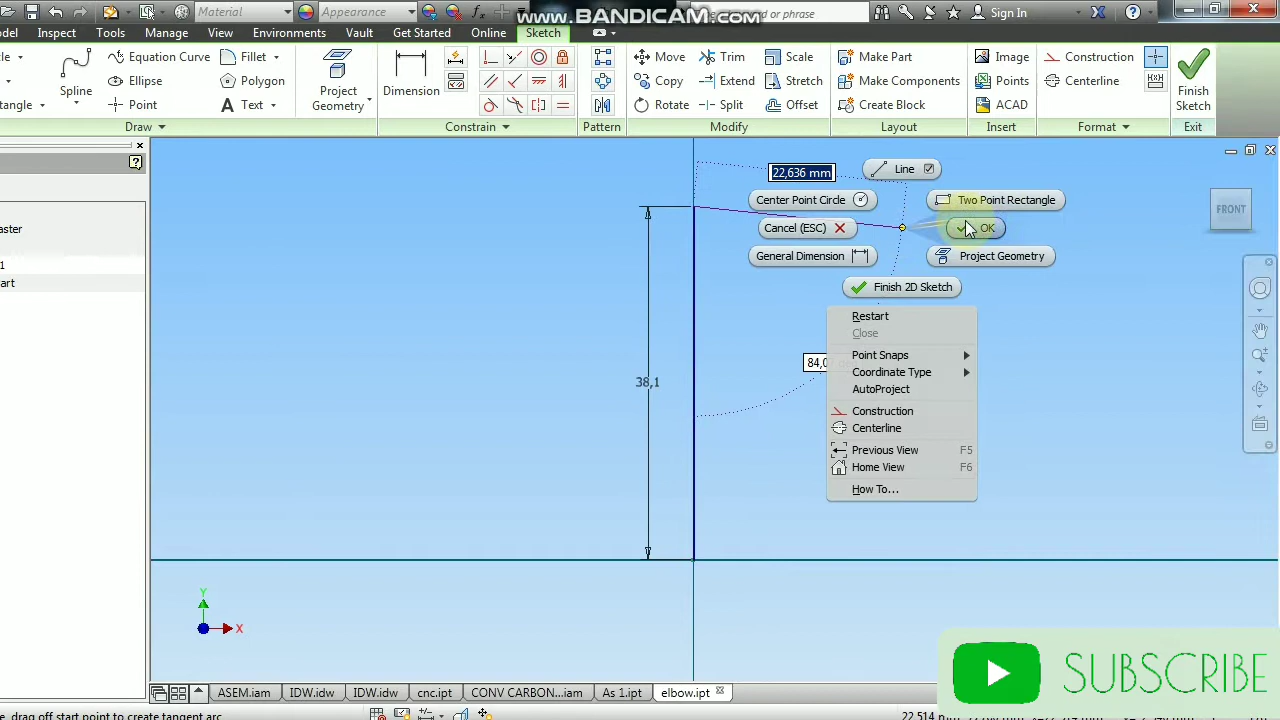 Material
Appearance
www.BANDICAM.com
or phrase
Sign In
Inspect Tools Manage View Environments Vault Get Started Online Sketch
Equation Curve Fillet
Ellipse Polygon
Spline Point Text
Project
Geometry
Draw
Dimension
Constrain
Pattern
Move Trim Scale
Copy Extend Stretch
Rotate Split Offset
Modify
Make Part
Make Components
Create Block
Layout
Image
Points
ACAD
Insert
Construction
Centerline
Format
Finish
Sketch
Exit
22,636 mm
Line
Center Point Circle
Two Point Rectangle
Cancel (ESC)
OK
General Dimension
Project Geometry
Finish 2D Sketch
FRONT
Restart
Close
Point Snaps
Coordinate Type
AutoProject
Construction
Centerline
Previous View F5
Home View F6
How To...
38,1
Y
X
SUBSCRIBE
ASEM.iam IDW.idw IDW.idw cnc.ipt CONV CARBON...iam As 1.ipt elbow.ipt
drag off start point to create tangent arc